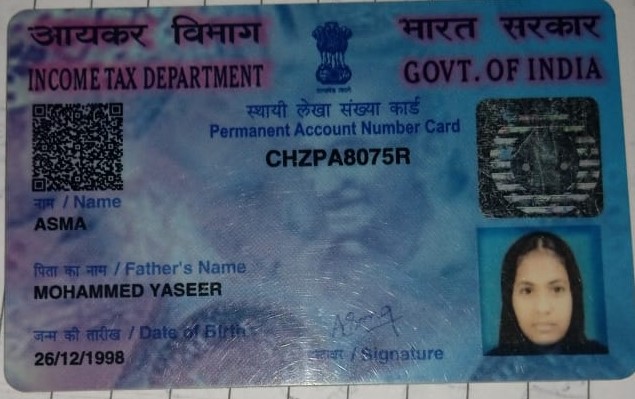 आयकर विभाग
INCOME TAX DEPARTMENT
भारत सरकार
GOVT. OF INDIA
स्थायी लेखा संख्या कार्ड
Permanent Account Number Card
CHZPA8075R
नाम / Name
ASMA
पिता का नाम / Father's Name
MOHAMMED YASEER
जन्म की तारीख / Date of Birth
26/12/1998
Asma
हस्ताक्षर / Signature